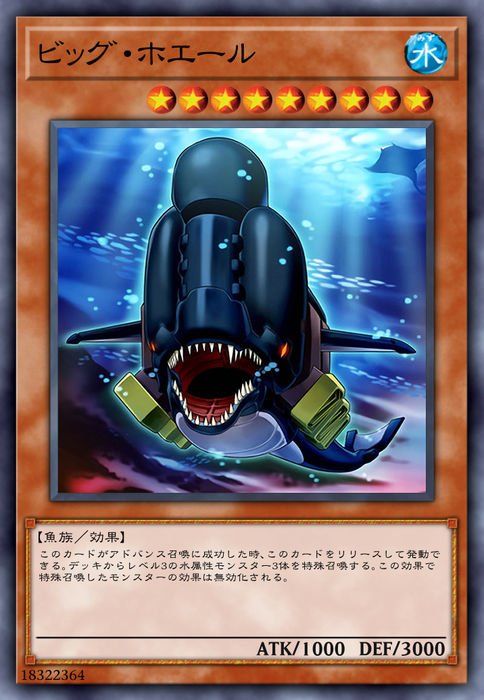 ビッグ・ホエール
みず
水
【魚族／効果】
このカードがアドバンス召喚に成功した時、このカードをリリースして発動で
きる。デッキからレベル3の水属性モンスター3体を特殊召喚する。この効果で
特殊召喚したモンスターの効果は無効化される。
ATK/1000 DEF/3000
18322364